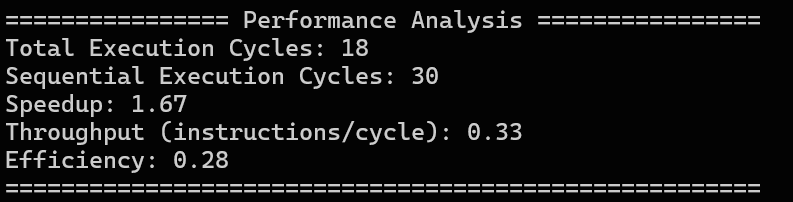 ================ Performance Analysis ================
Total Execution Cycles: 18
Sequential Execution Cycles: 30
Speedup: 1.67
Throughput (instructions/cycle): 0.33
Efficiency: 0.28
======================================================